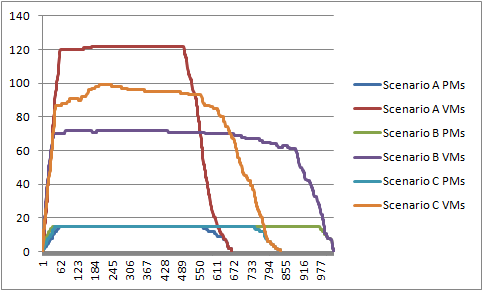 140
120
100
80
60
40
20
0
1 62 123 184 245 306 367 428 489 550 611 672 733 794 855 916 977
Scenario A PMs
Scenario A VMs
Scenario B PMs
Scenario B VMs
Scenario C PMs
Scenario C VMs